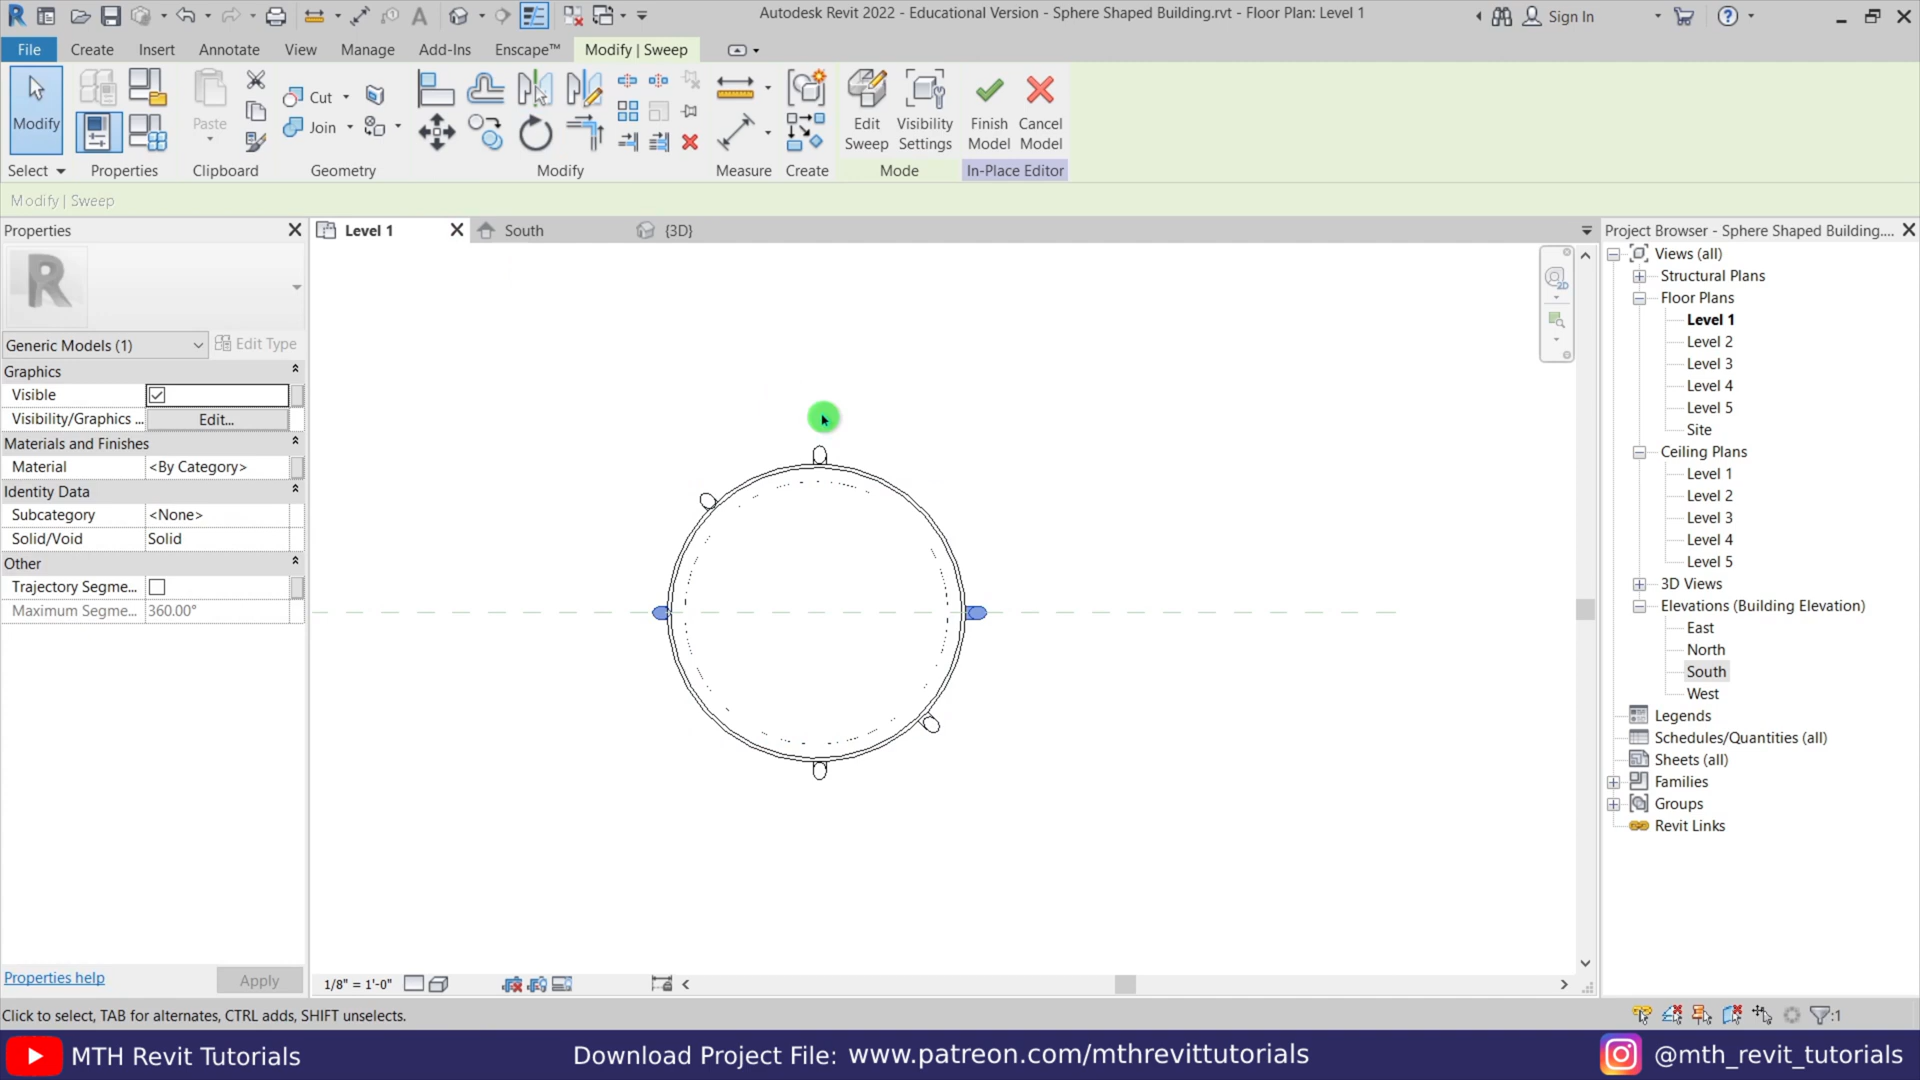 Autodesk Revit 2022 - Educational Version - Sphere Shaped Building.rvt - Floor Plan: Level 1
Sign In
File Create Insert Annotate View Manage Add-Ins Enscape™ Modify | Sweep
Modify
Paste
Cut
Join
Edit Sweep
Visibility Settings
Finish Model
Cancel Model
Select Properties Clipboard Geometry Modify Measure Create Mode In-Place Editor
Modify | Sweep
Properties
Generic Models (1)
Edit Type
Graphics
Visible
Visibility/Graphics ... Edit...
Materials and Finishes
Material <By Category>
Identity Data
Subcategory <None>
Solid/Void Solid
Other
Trajectory Segme...
Maximum Segme... 360.00°
Properties help
Apply
Level 1
South
{3D}
2D
1/8" = 1'-0"
Project Browser - Sphere Shaped Building....
Views (all)
Structural Plans
Floor Plans
Level 1
Level 2
Level 3
Level 4
Level 5
Site
Ceiling Plans
Level 1
Level 2
Level 3
Level 4
Level 5
3D Views
Elevations (Building Elevation)
East
North
South
West
Legends
Schedules/Quantities (all)
Sheets (all)
Families
Groups
Revit Links
Click to select, TAB for alternates, CTRL adds, SHIFT unselects.
:1
MTH Revit Tutorials
Download Project File: www.patreon.com/mthrevittutorials
@mth_revit_tutorials